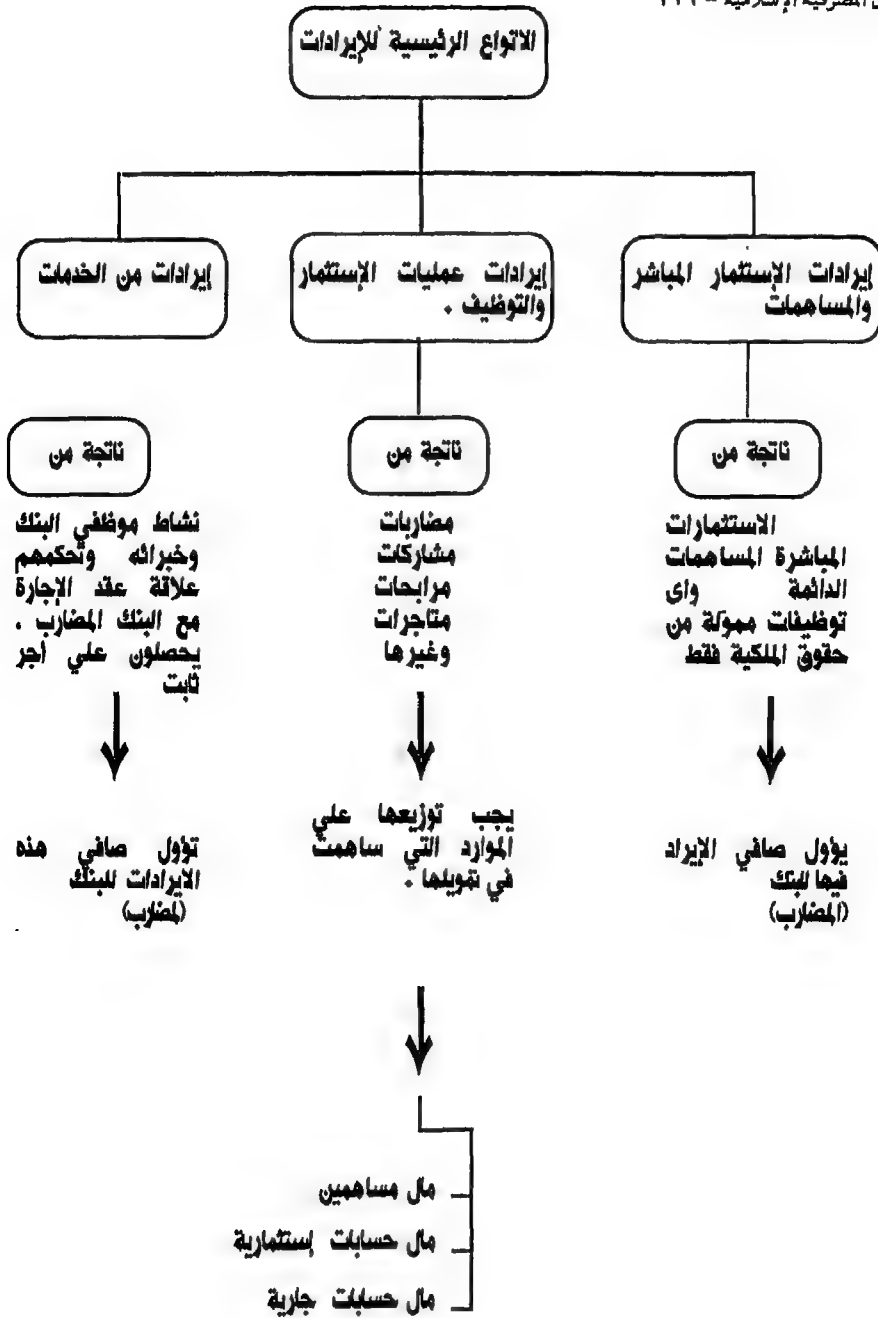 المصرفية الإسلامية -
الانواع الرئيسية للإيرادات
إيرادات الإستثمار المباشر
والمساهمات
إيرادات عمليات الإستثمار
والتوظيف .
إيرادات من الخدمات
ناتجة من
ناتجة من
ناتجة من
الاستثمارات
المباشرة المساهمات
الدائمة واى
توظيفات ممولة من
حقوق الملكية فقط
مضاربات
مشاركات
مرابحات
متاجرات
وغيرها
نشاط موظفي البنك
وخبرائه وتحكمهم
علاقة عقد الإجارة
مع البنك المضارب .
يحصلون علي أجر
ثابت
يؤول صافي الإيراد
فيها للبنك
(المضارب)
يجب توزيعها علي
الموارد التي ساهمت
في تمويلها .
تؤول صافي هذه
الايرادات للبنك
(لمضارب)
مال مساهمين
مال حسابات إستثمارية
مال حسابات جارية